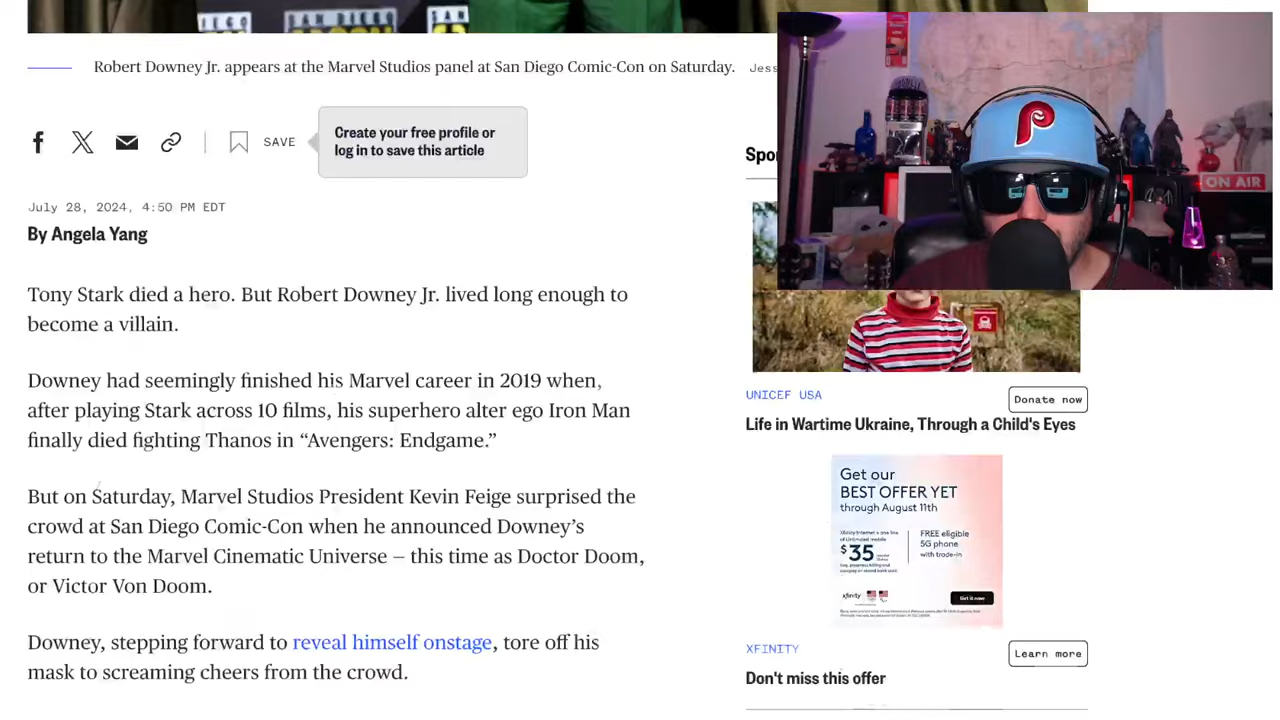 SAN DIEGO
Robert Downey Jr. appears at the Marvel Studios panel at San Diego Comic-Con on Saturday. Jess
SAVE
Create your free profile or
log in to save this article
July 28, 2024, 4:50 PM EDT
By Angela Yang
Tony Stark died a hero. But Robert Downey Jr. lived long enough to
become a villain.
Downey had seemingly finished his Marvel career in 2019 when,
after playing Stark across 10 films, his superhero alter ego Iron Man
finally died fighting Thanos in “Avengers: Endgame.”
But on Saturday, Marvel Studios President Kevin Feige surprised the
crowd at San Diego Comic-Con when he announced Downey’s
return to the Marvel Cinematic Universe — this time as Doctor Doom,
or Victor Von Doom.
Downey, stepping forward to reveal himself onstage, tore off his
mask to screaming cheers from the crowd.
Spo
P
ON AIR
UNICEF USA
Donate now
Life in Wartime Ukraine, Through a Child's Eyes
Get our
BEST OFFER YET
through August 11th
$35
FREE eligible
5G phone
with trade-in
xfinity
Get it now
XFINITY
Learn more
Don't miss this offer